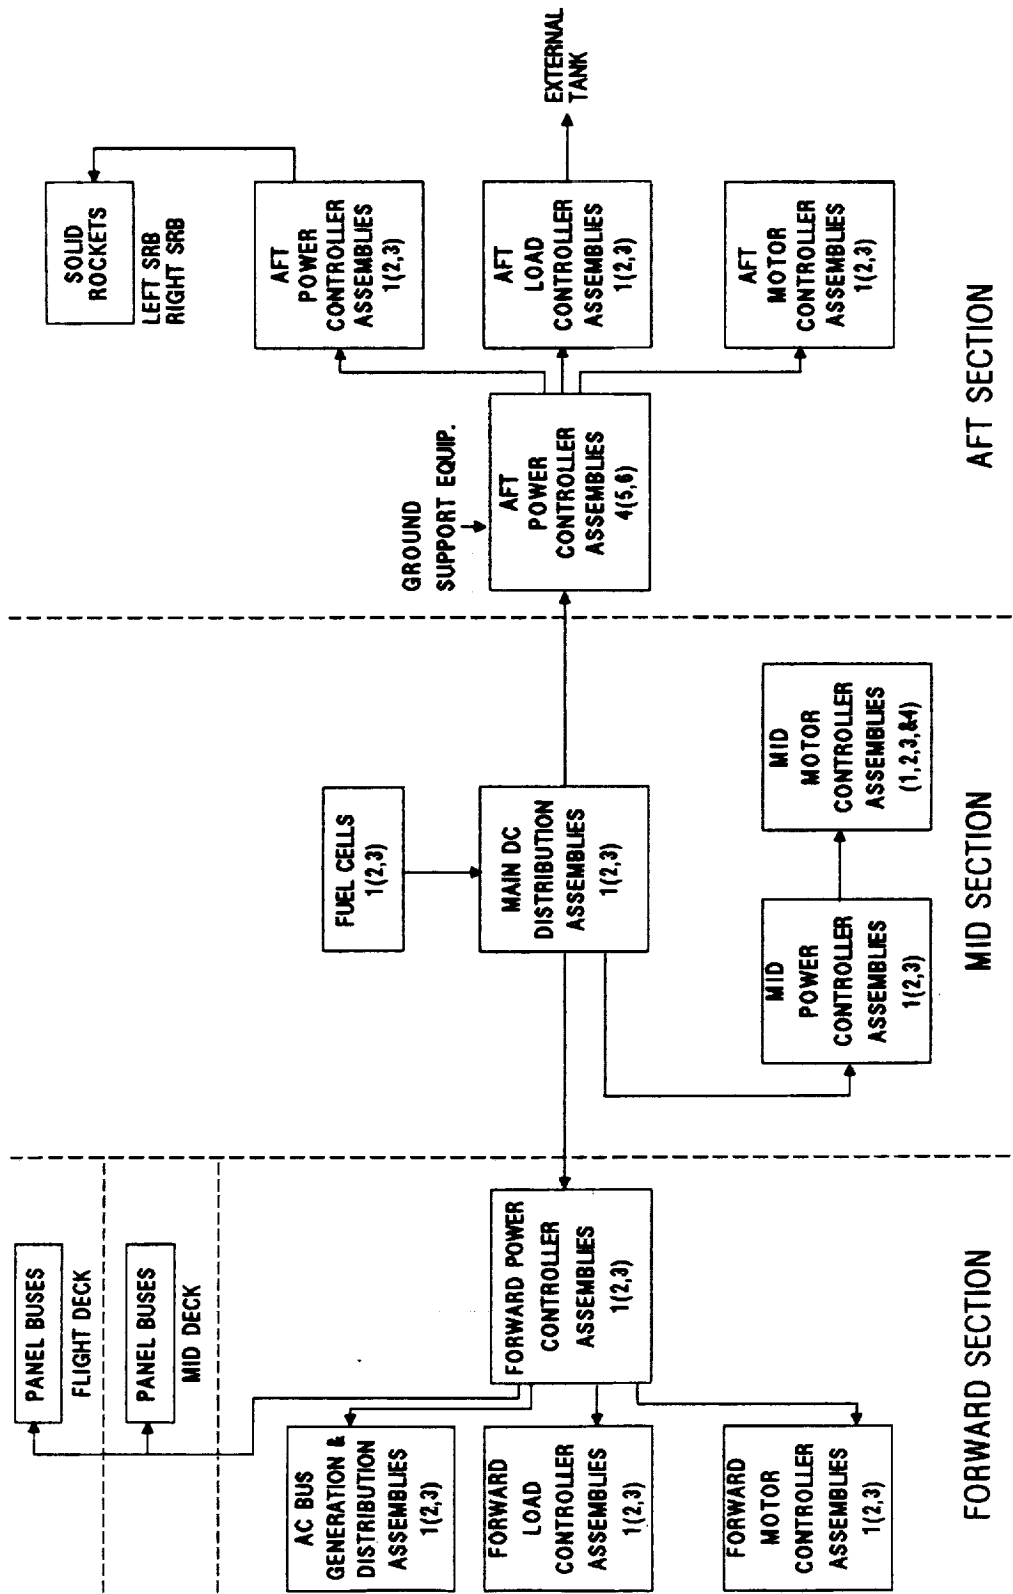 PANEL BUSES
FLIGHT DECK
PANEL BUSES
MID DECK
AC BUS
GENERATION &
DISTRIBUTION
ASSEMBLIES
1(2,3)
FORWARD
LOAD
CONTROLLER
ASSEMBLIES
1(2,3)
FORWARD
MOTOR
CONTROLLER
ASSEMBLIES
1(2,3)
FORWARD POWER
CONTROLLER
ASSEMBLIES
1(2,3)
FORWARD SECTION
FUEL CELLS
1(2,3)
MAIN DC
DISTRIBUTION
ASSEMBLIES
1(2,3)
MID
POWER
CONTROLLER
ASSEMBLIES
1(2,3)
MID
MOTOR
CONTROLLER
ASSEMBLIES
(1,2,3,&4)
MID SECTION
GROUND
SUPPORT EQUIP.
AFT
POWER
CONTROLLER
ASSEMBLIES
4(5,6)
SOLID
ROCKETS
LEFT SRB
RIGHT SRB
AFT
POWER
CONTROLLER
ASSEMBLIES
1(2,3)
AFT
LOAD
CONTROLLER
ASSEMBLIES
1(2,3)
EXTERNAL
TANK
AFT
MOTOR
CONTROLLER
ASSEMBLIES
1(2,3)
AFT SECTION